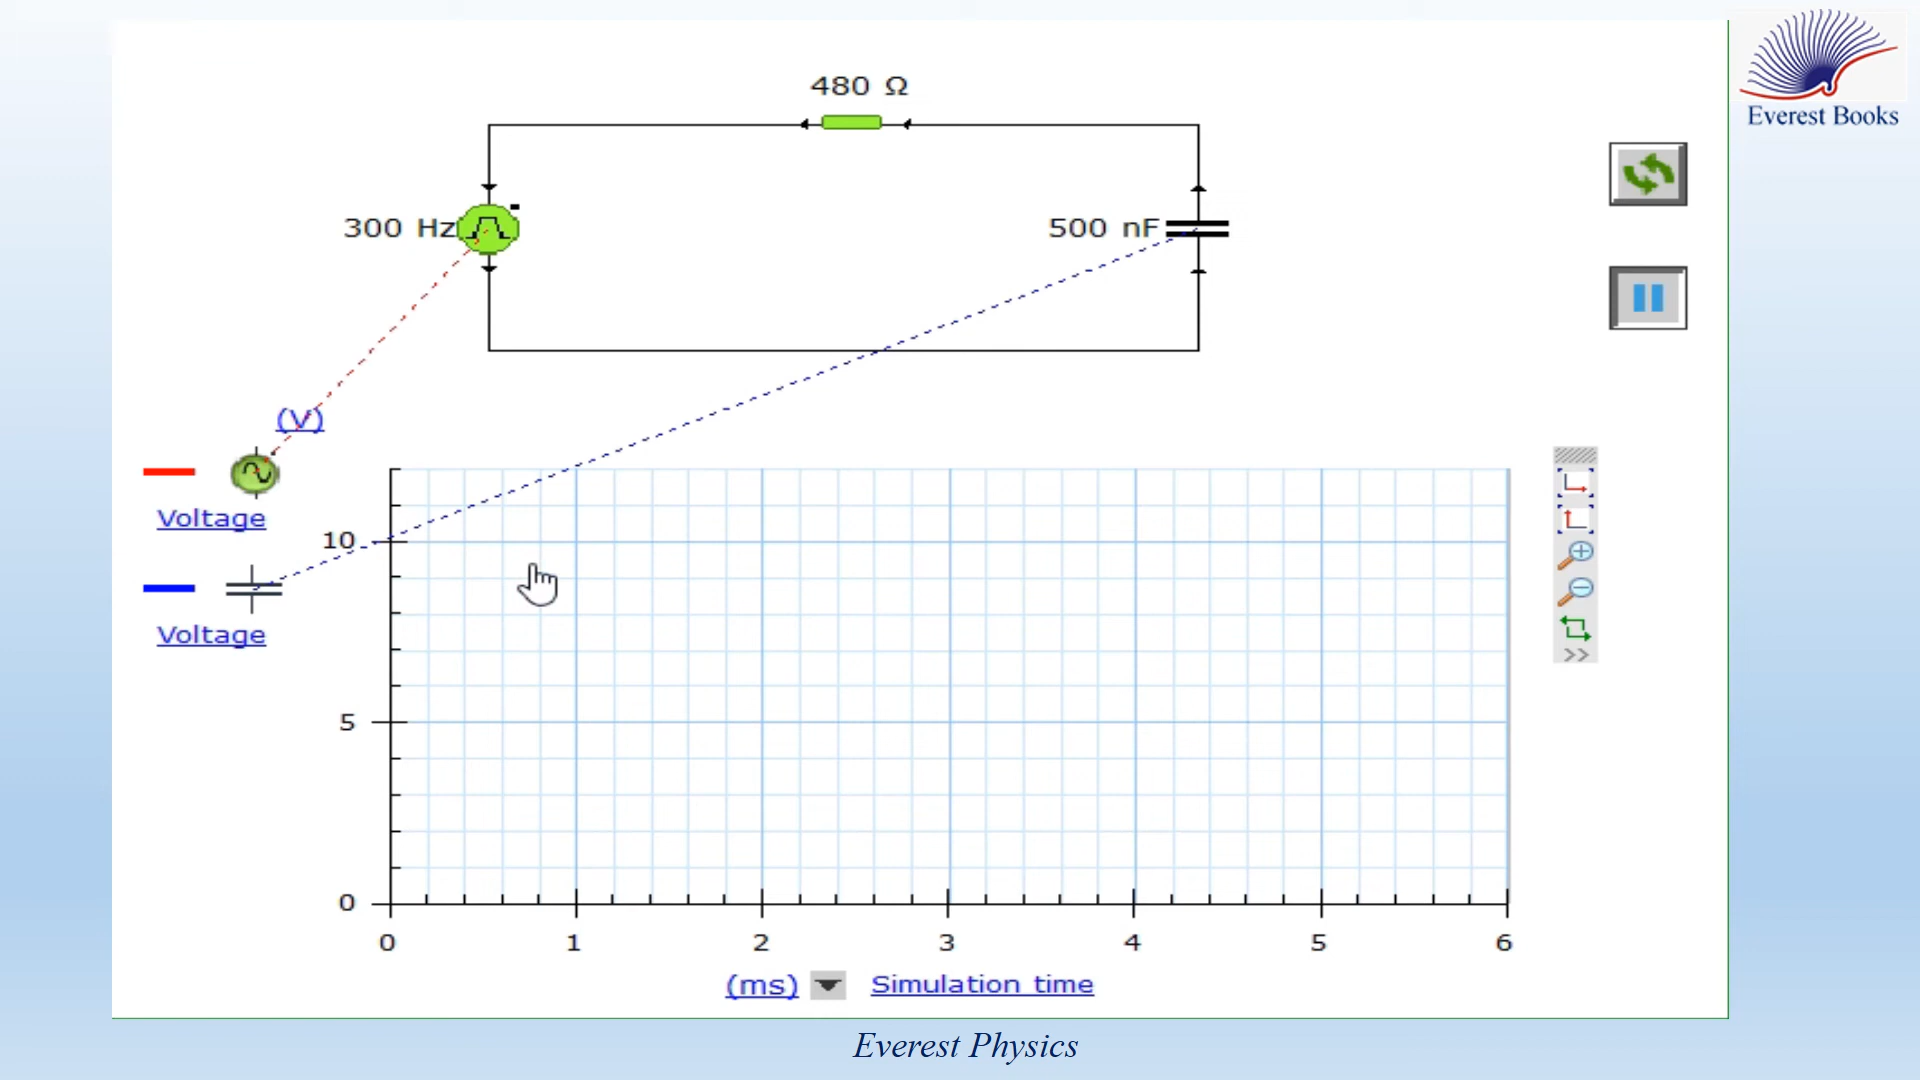 Everest Books
480 Ω
300 Hz
500 nF
(V)
Voltage
Voltage
10
5
0
0 1 2 3 4 5 6
(ms) Simulation time
>>
Everest Physics